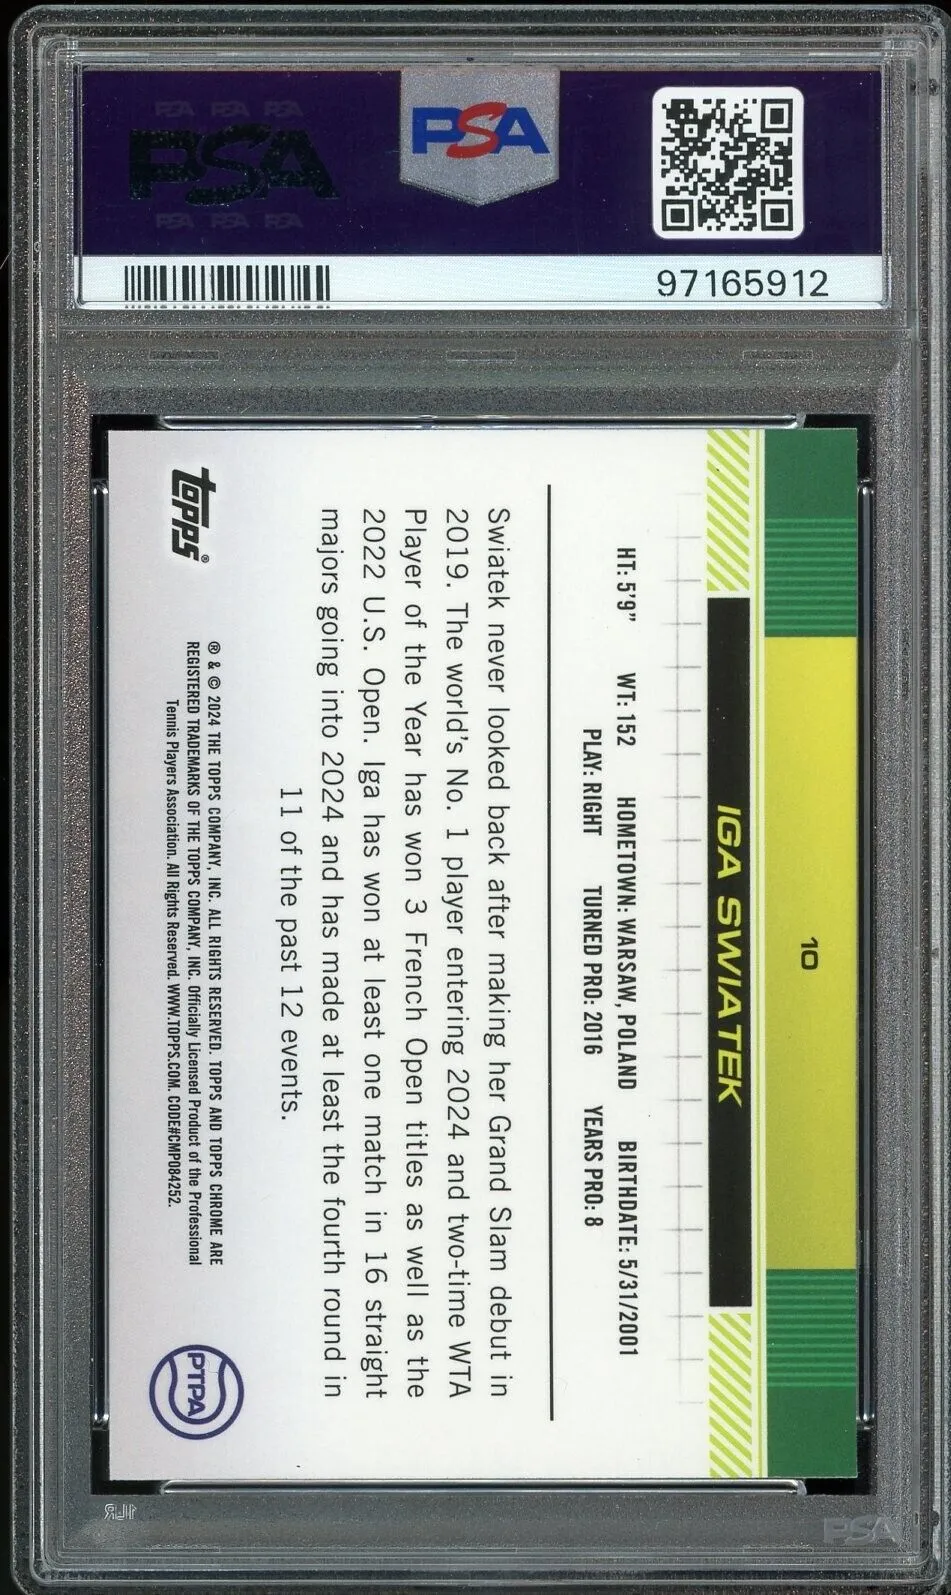 PSA PSA PSA
PSA
PSA PSA PSA
PSA
97165912
10
IGA SWIATEK
HT: 5'9" WT: 152 HOMETOWN: WARSAW, POLAND BIRTHDATE: 5/31/2001
PLAY: RIGHT TURNED PRO: 2016 YEARS PRO: 8
Swiatek never looked back after making her Grand Slam debut in
2019. The world's No. 1 player entering 2024 and two-time WTA
Player of the Year has won 3 French Open titles as well as the
2022 U.S. Open. Iga has won at least one match in 16 straight
majors going into 2024 and has made at least the fourth round in
11 of the past 12 events.
topps®
® & © 2024 THE TOPPS COMPANY, INC. ALL RIGHTS RESERVED. TOPPS AND TOPPS CHROME ARE
REGISTERED TRADEMARKS OF THE TOPPS COMPANY, INC. Officially Licensed Product of the Professional
Tennis Players Association. All Rights Reserved. WWW.TOPPS.COM. CODE#CMP084252.
PTPA
PSA